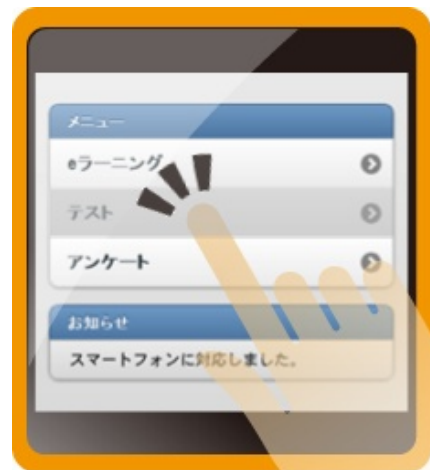 メニュー
eラーニング
テスト
アンケート
お知らせ
スマートフォンに対応しました。